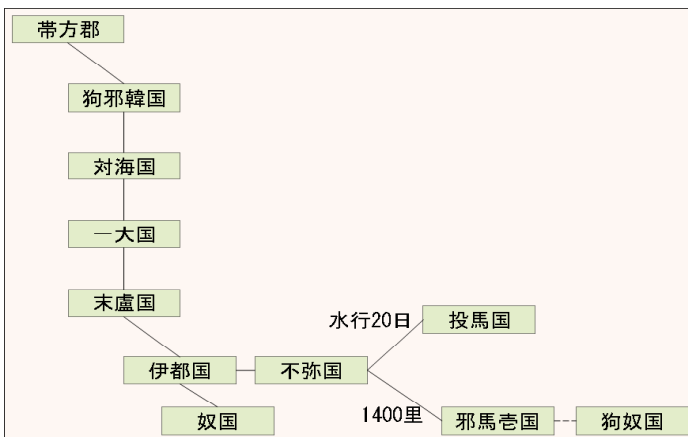 帯方郡
狗邪韓国
対海国
一大国
末盧国
水行20日
投馬国
伊都国
不弥国
奴国
1400里
邪馬壱国
狗奴国